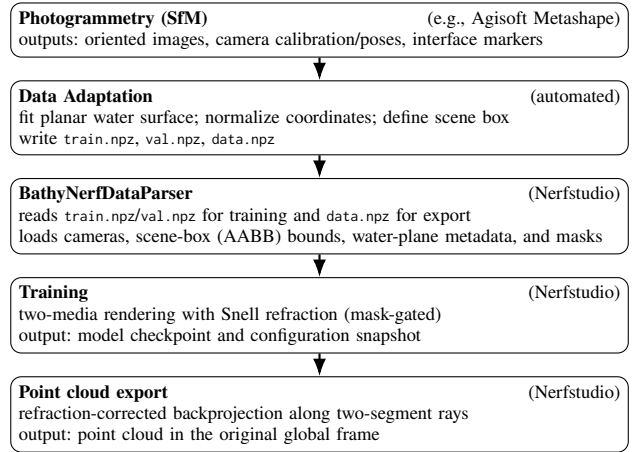 Photogrammetry (SfM) (e.g., Agisoft Metashape)
outputs: oriented images, camera calibration/poses, interface markers
Data Adaptation (automated)
fit planar water surface; normalize coordinates; define scene box
write train.npz, val.npz, data.npz
BathyNerfDataParser (Nerfstudio)
reads train.npz/val.npz for training and data.npz for export
loads cameras, scene-box (AABB) bounds, water-plane metadata, and masks
Training (Nerfstudio)
two-media rendering with Snell refraction (mask-gated)
output: model checkpoint and configuration snapshot
Point cloud export (Nerfstudio)
refraction-corrected backprojection along two-segment rays
output: point cloud in the original global frame